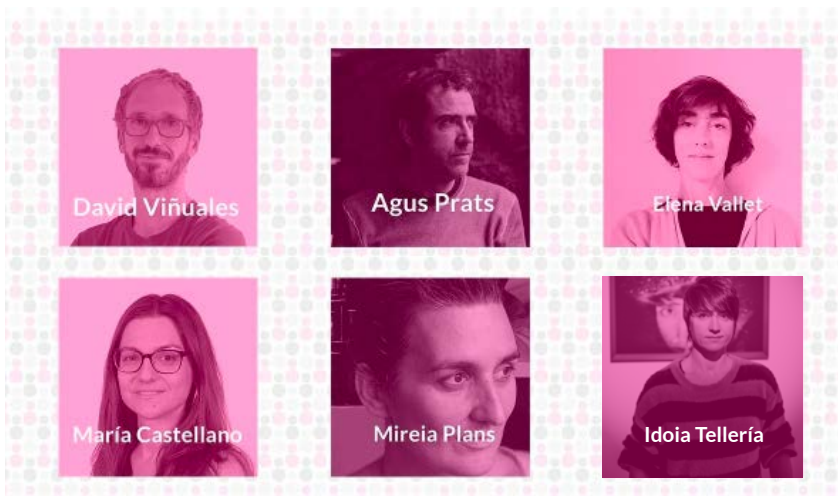 David Viñuales
Agus Prats
Elena Vallet
María Castellano
Mireia Plans
Idoia Tellería